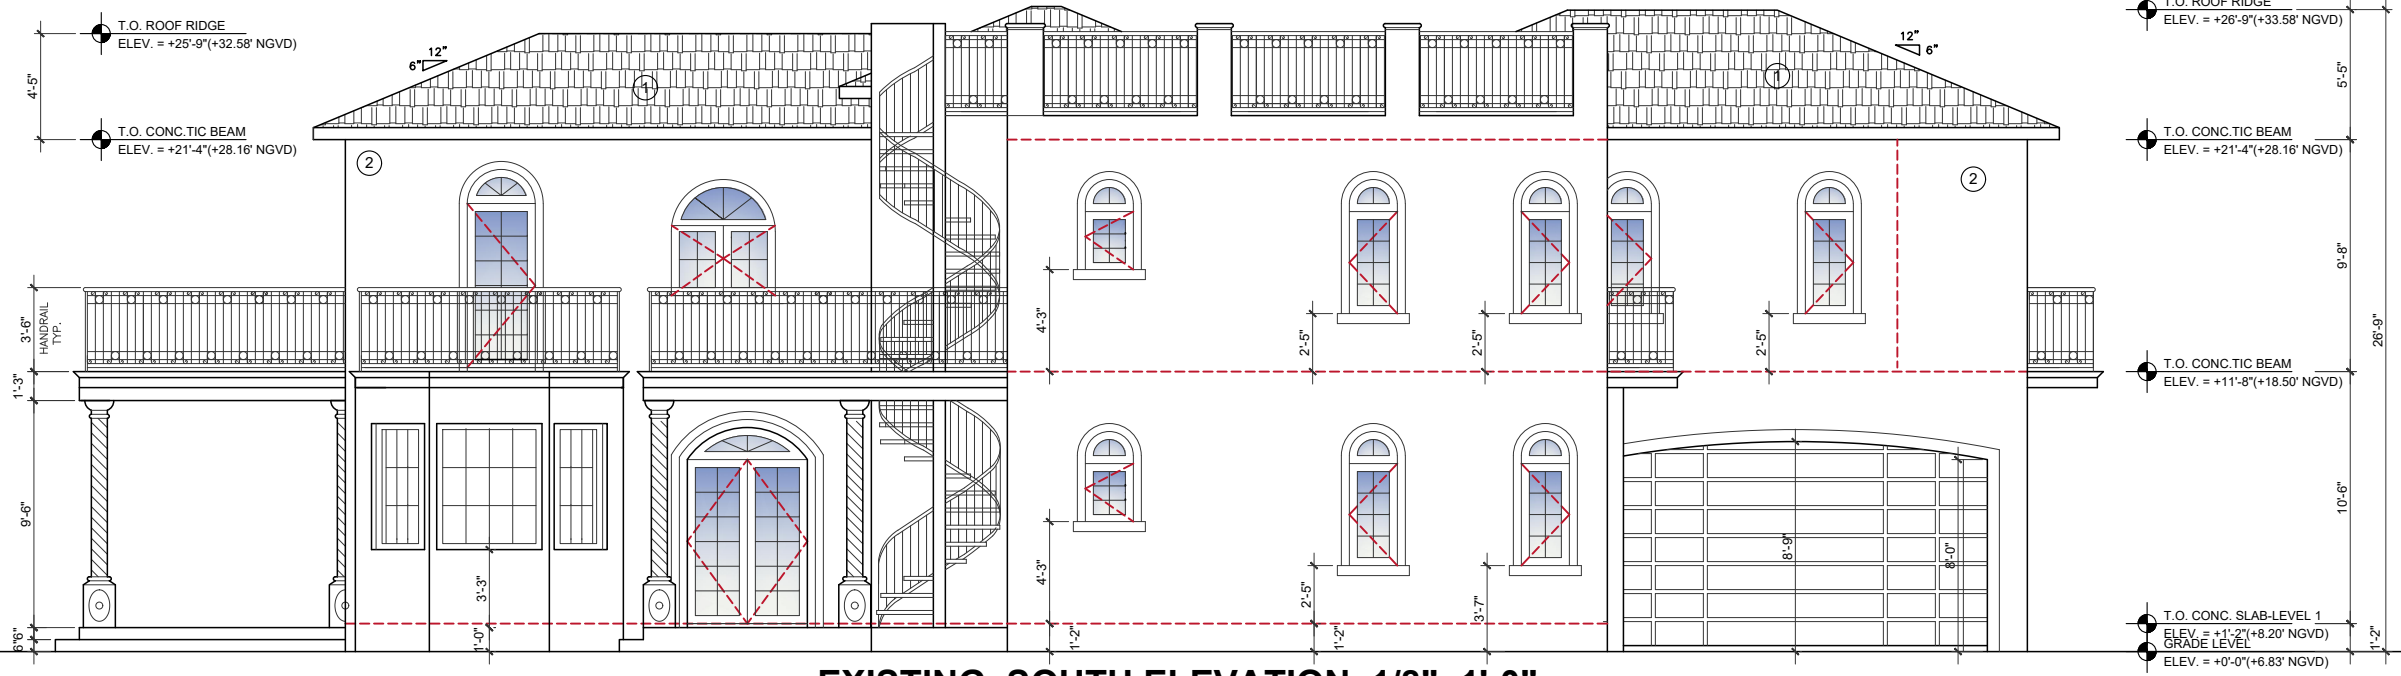 T.O. ROOF RIDGE
ELEV. = +25'-9"(+32.58' NGVD)
T.O. CONC.TIC BEAM
ELEV. = +21'-4"(+28.16' NGVD)
4'-5"
12"
6"
1
2
HANDRAIL
TYP.
3'-6"
1'-3"
9'-6"
6"
6"
3'-3"
1'-0"
4'-3"
4'-3"
1'-2"
2'-5"
2'-5"
1'-2"
2'-5"
3'-7"
2'-5"
8'-9"
8'-0"
12"
6"
1
2
T.O. ROOF RIDGE
ELEV. = +26'-9"(+33.58' NGVD)
T.O. CONC.TIC BEAM
ELEV. = +21'-4"(+28.16' NGVD)
T.O. CONC.TIC BEAM
ELEV. = +11'-8"(+18.50' NGVD)
T.O. CONC. SLAB-LEVEL 1
ELEV. = +1'-2"(+8.20' NGVD)
GRADE LEVEL
ELEV. = +0'-0"(+6.83' NGVD)
5'-5"
9'-8"
10'-6"
26'-9"
1'-2"
EXISTING SOUTH ELEVATION